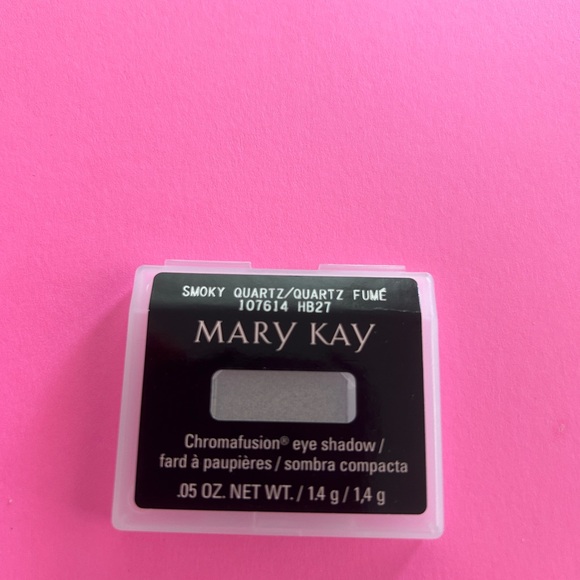 SMOKY QUARTZ/QUARTZ FUMÉ
107614 HB27
MARY KAY
Chromafusion® eye shadow /
fard à paupières / sombra compacta
.05 OZ. NET WT. / 1.4 g / 1,4 g